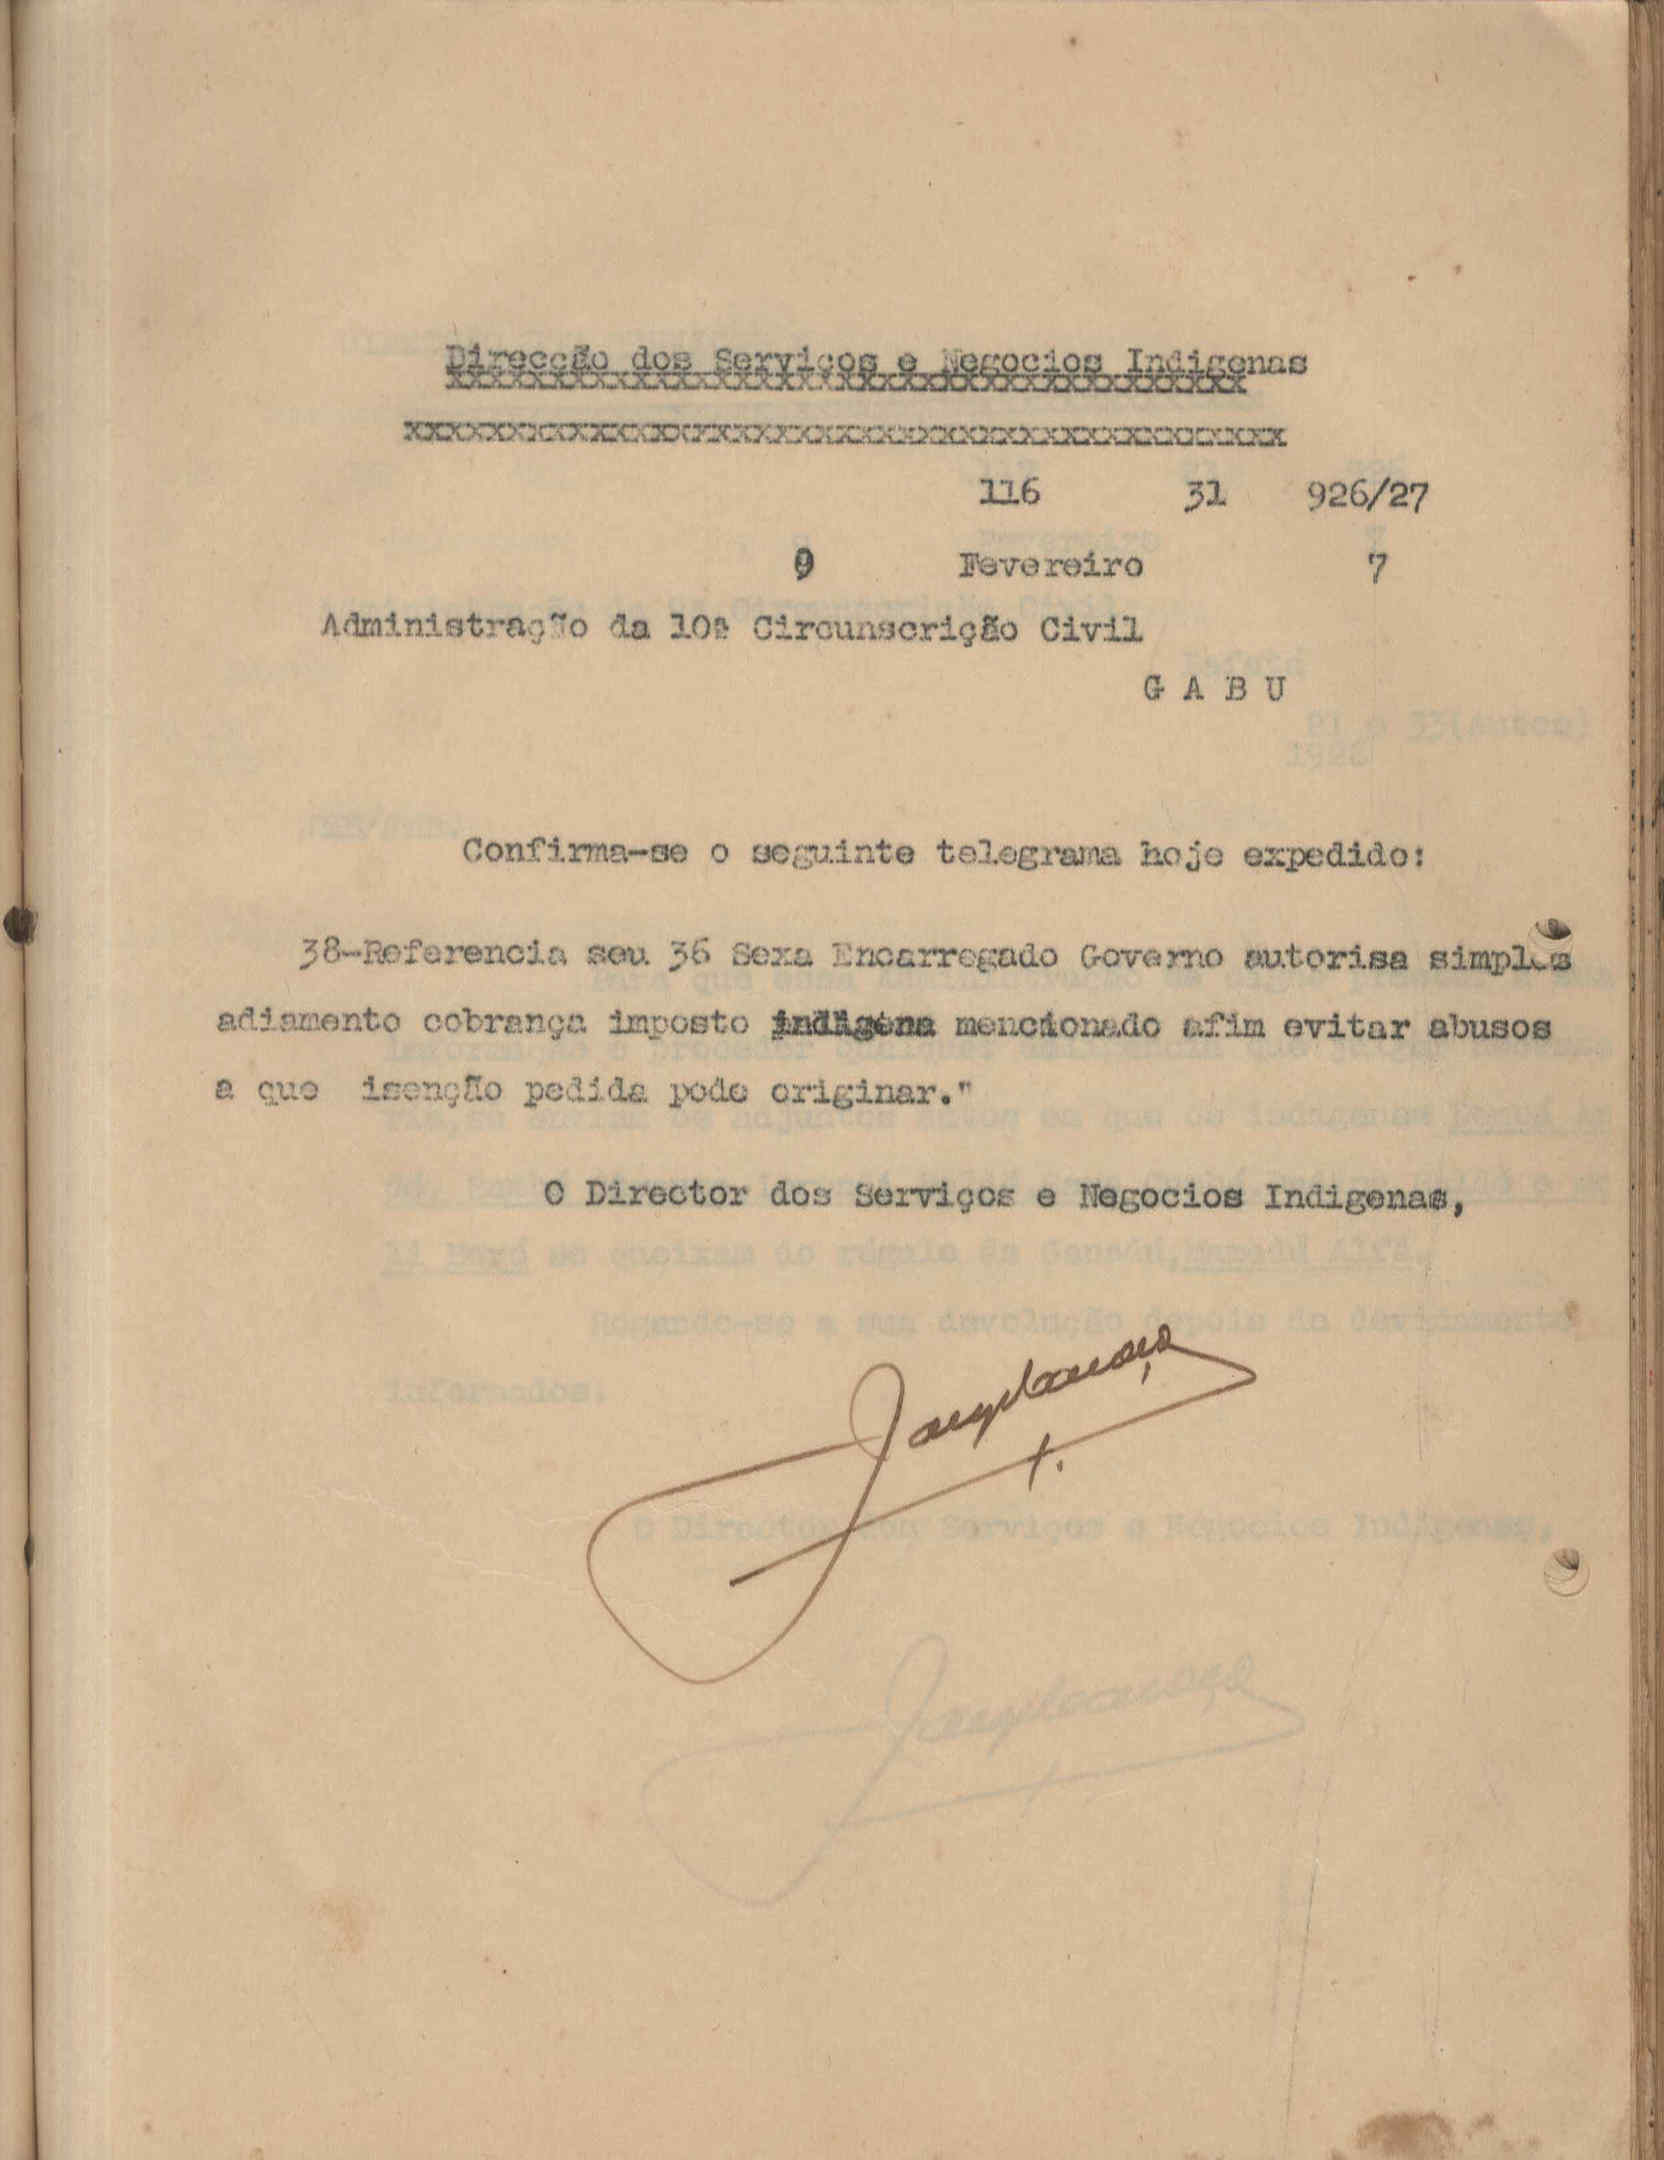 Direcção dos Serviços e Negocios Indigenas
116 31 926/27
9 Fevereiro 7
Administração da 10ª Circunscrição Civil
G A B U
Confirma-se o seguinte telegrama hoje expedido:
38-Referencia seu 36 Sexa Encarregado Governo autorisa simples
adiamento cobrança imposto indigena mencionado afim evitar abusos
a que isenção pedida pode originar."
O Director dos Serviços e Negocios Indigenas,